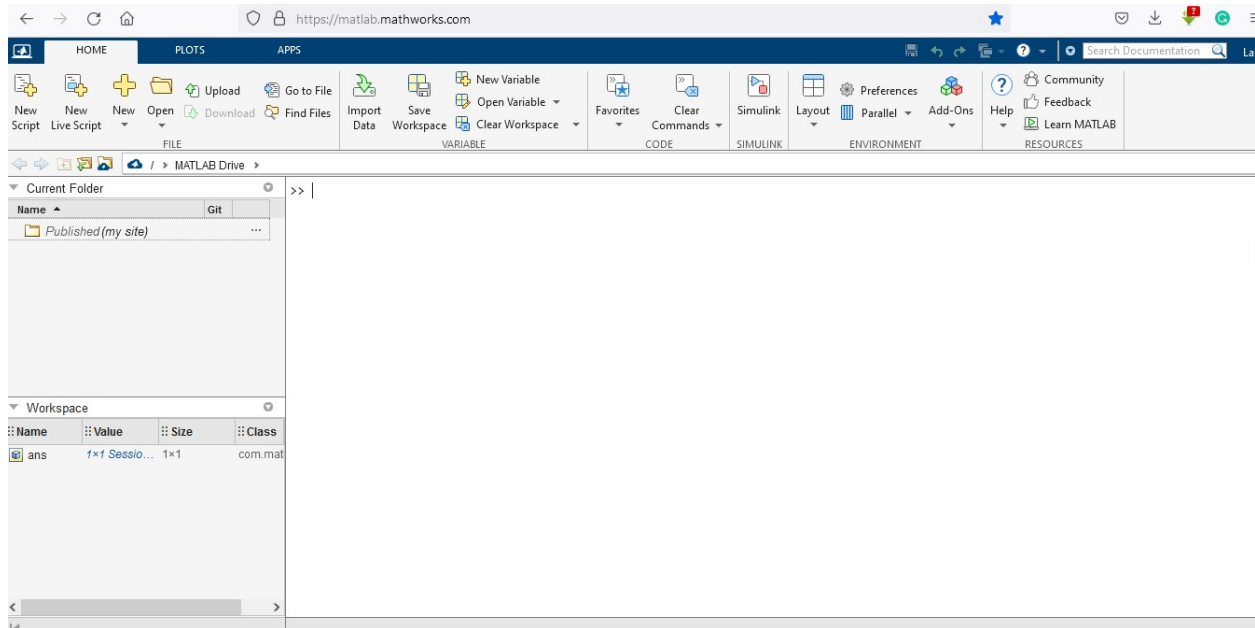 https://matlab.mathworks.com
HOME PLOTS APPS
Search Documentation La
New Script
New Live Script
New
Open
Upload
Download
Go to File
Find Files
FILE
Import Data
Save Workspace
New Variable
Open Variable
Clear Workspace
VARIABLE
Favorites
Clear Commands
CODE
Simulink
SIMULINK
Layout
Preferences
Parallel
Add-Ons
ENVIRONMENT
Help
Community
Feedback
Learn MATLAB
RESOURCES
/ > MATLAB Drive >
Current Folder
Name Git
Published (my site) ...
>>
Workspace
Name Value Size Class
ans 1×1 Sessio... 1×1 com.mat